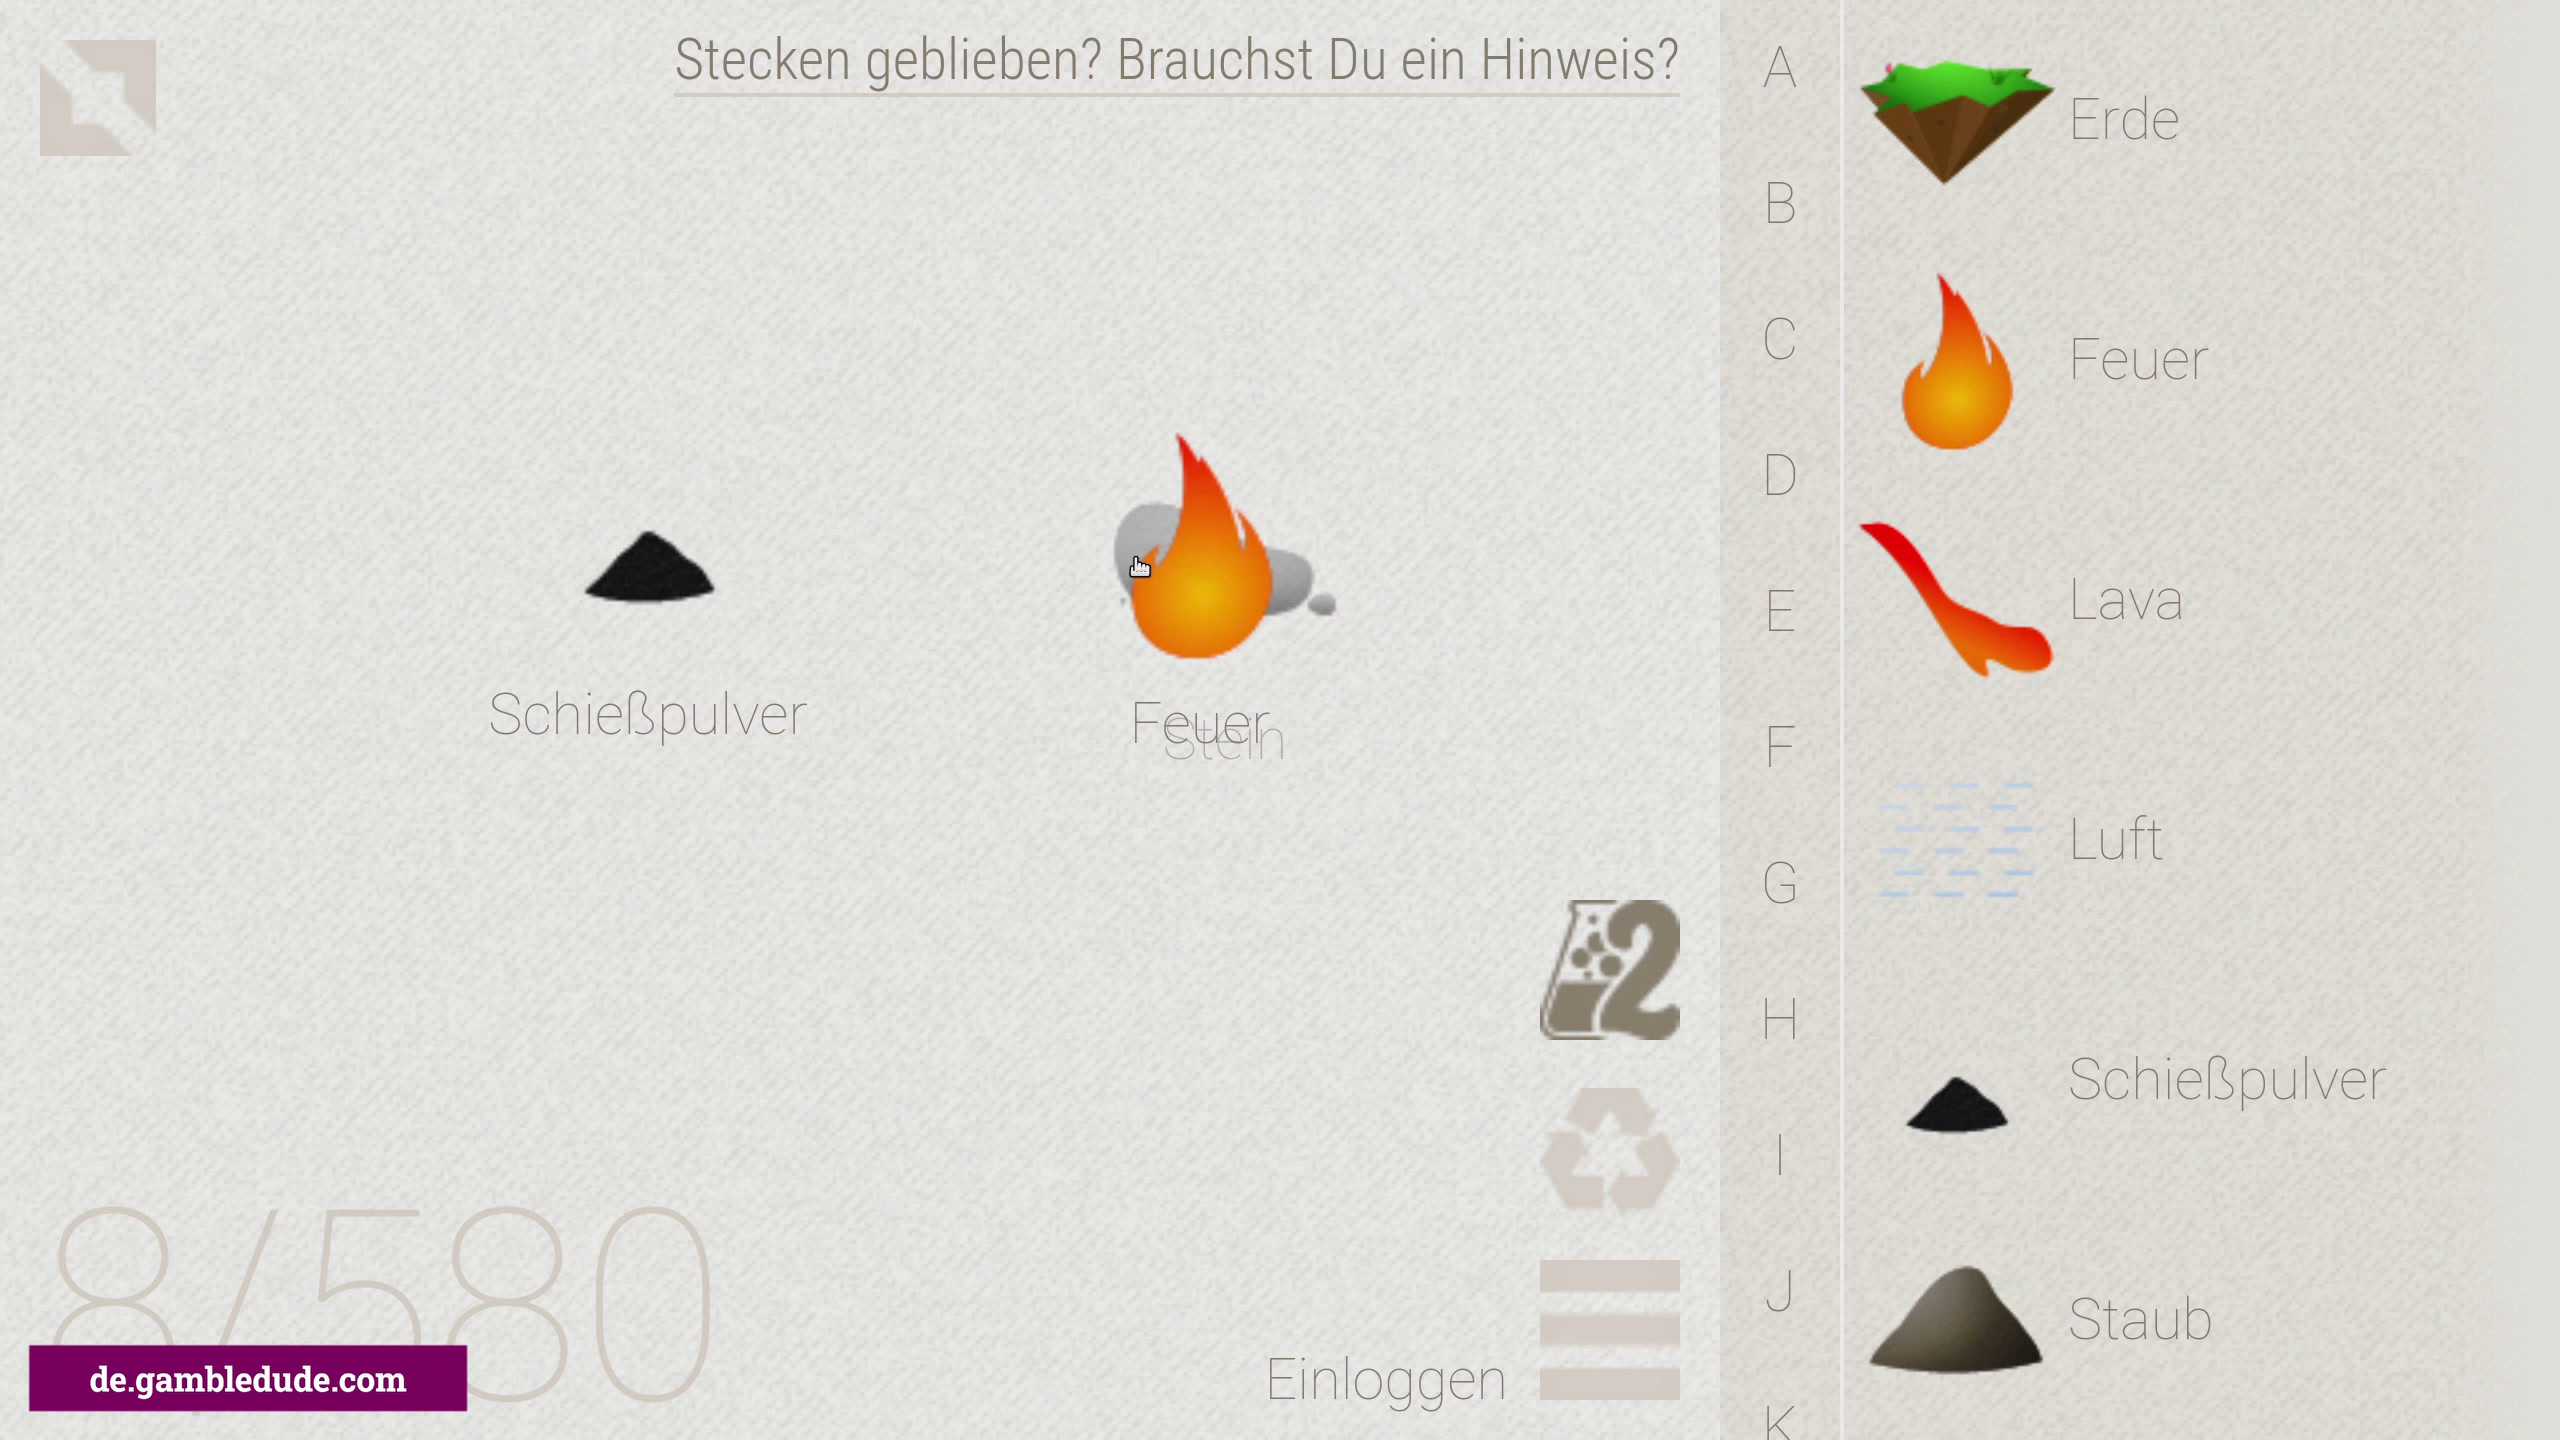 Stecken geblieben? Brauchst Du ein Hinweis?
Schießpulver
Feuer
Stein
8/580
de.gambledude.com
2
Einloggen
A
B
C
D
E
F
G
H
I
J
K
Erde
Feuer
Lava
Luft
Schießpulver
Staub